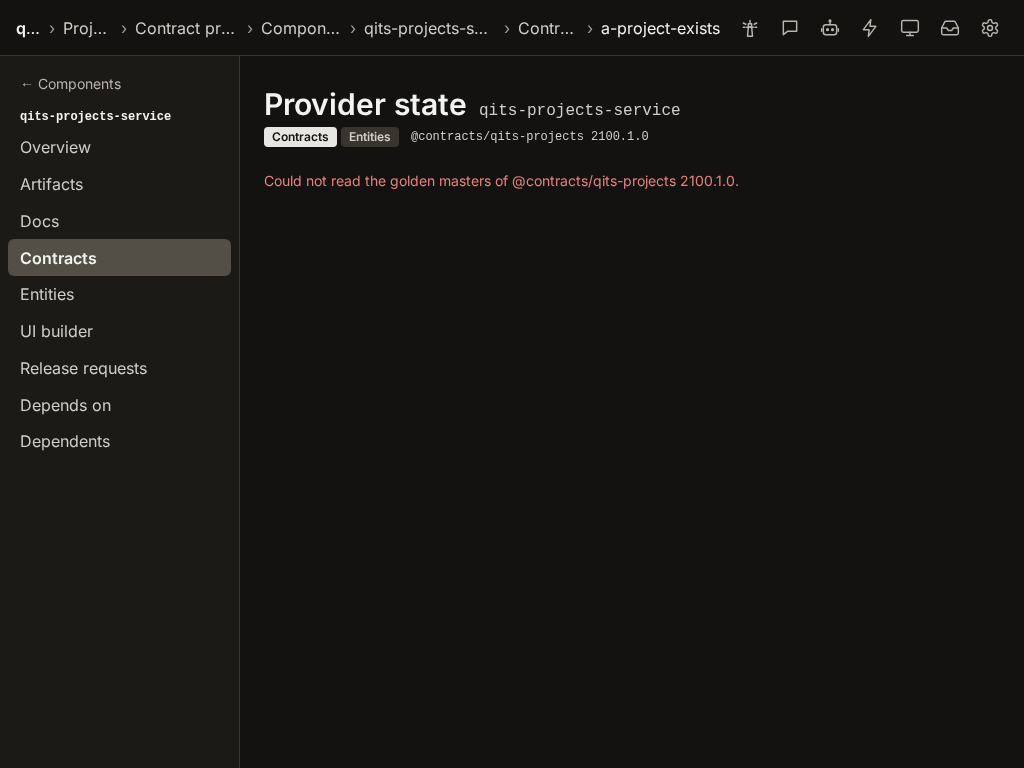 q... › Proj... › Contract pr... › Compon... › qits-projects-s... › Contr... › a-project-exists
← Components
qits-projects-service
Overview
Artifacts
Docs
Contracts
Entities
UI builder
Release requests
Depends on
Dependents
Provider state qits-projects-service
Contracts Entities @contracts/qits-projects 2100.1.0
Could not read the golden masters of @contracts/qits-projects 2100.1.0.